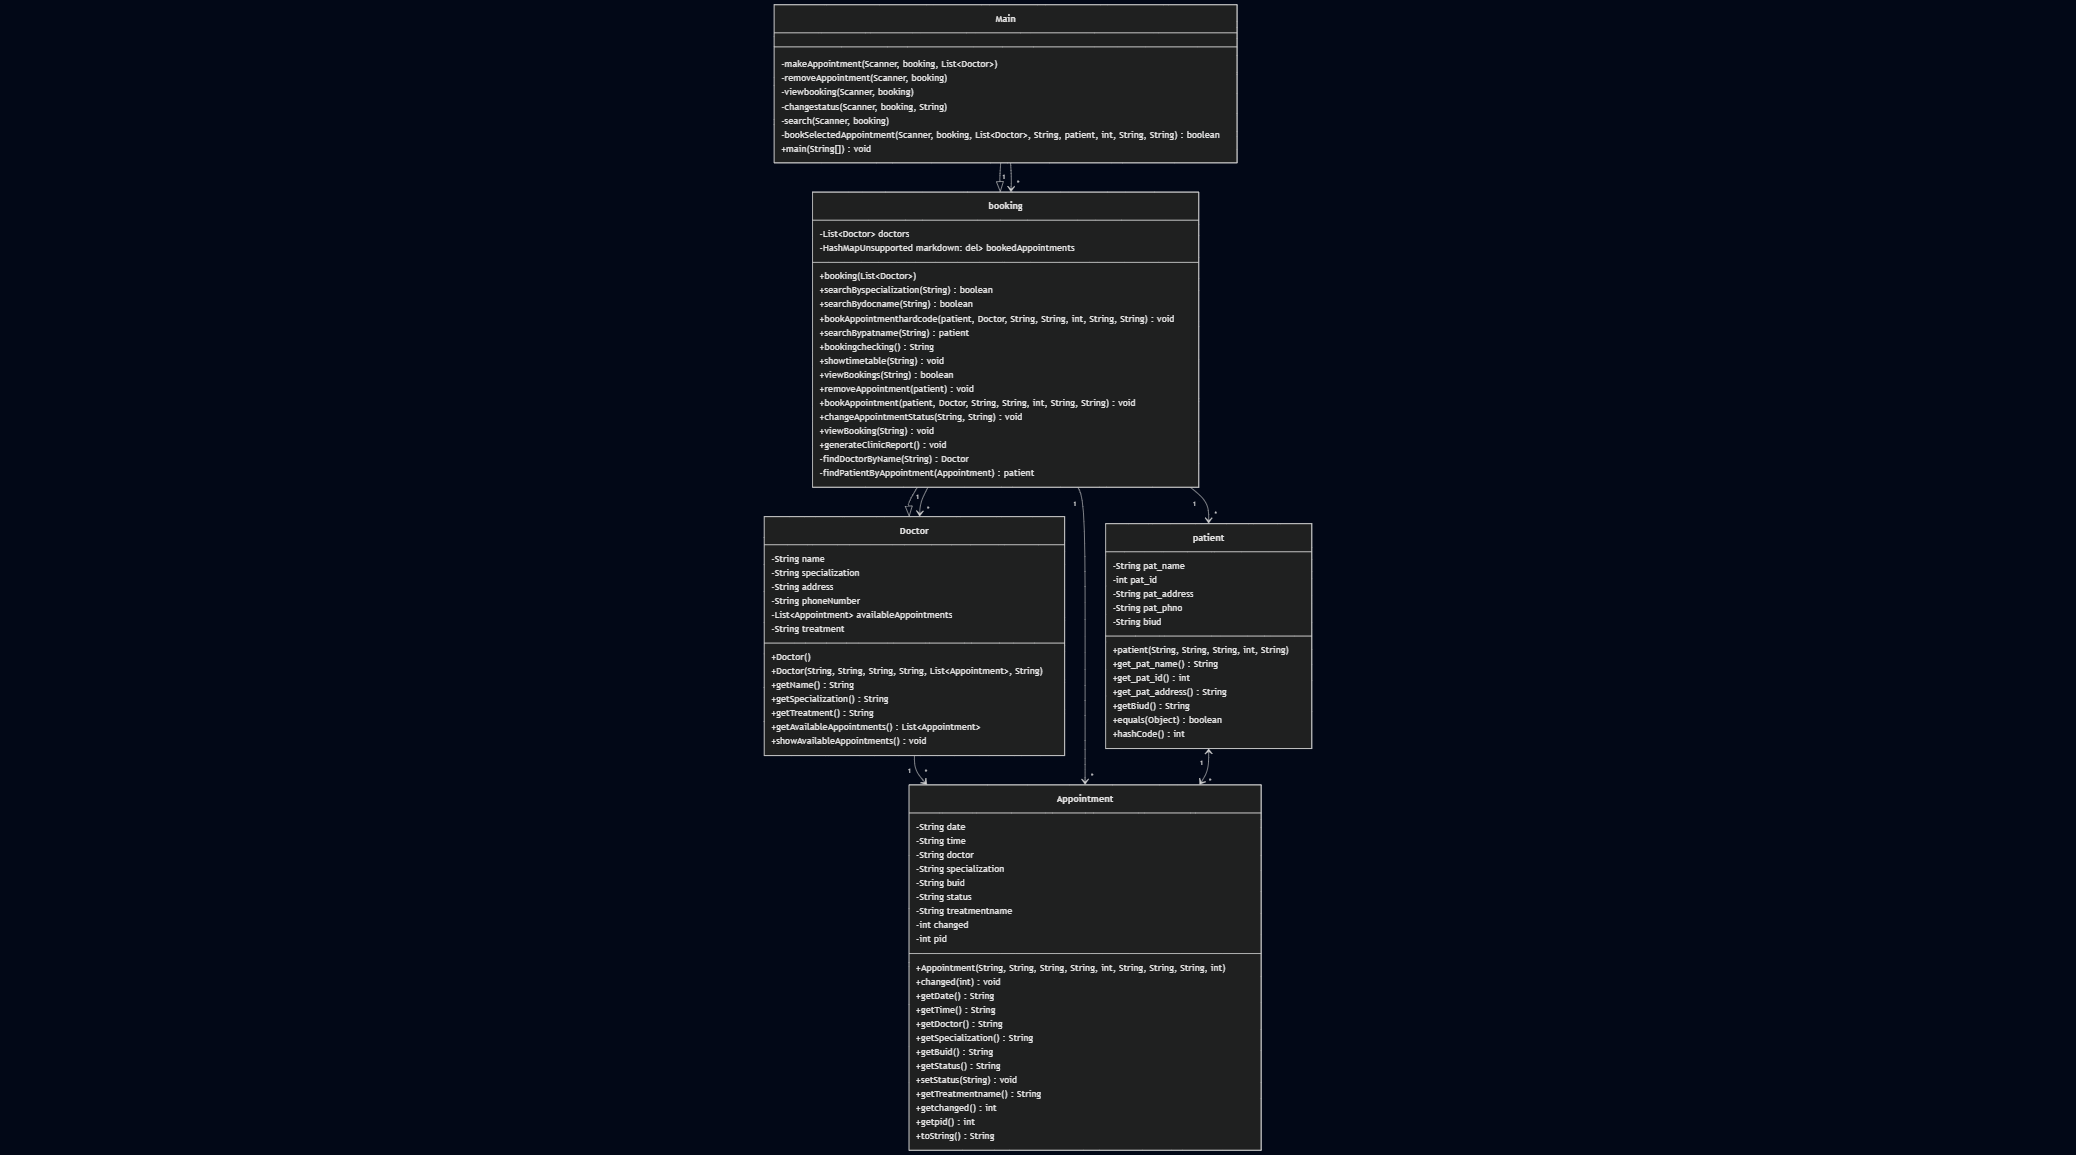 Main
-makeAppointment(Scanner, booking, List<Doctor>)
-removeAppointment(Scanner, booking)
-viewbooking(Scanner, booking)
-changestatus(Scanner, booking, String)
-search(Scanner, booking)
-bookSelectedAppointment(Scanner, booking, List<Doctor>, String, patient, int, String, String) : boolean
+main(String[]) : void
1
*
booking
-List<Doctor> doctors
-HashMapUnsupported markdown: del> bookedAppointments
+booking(List<Doctor>)
+searchByspecialization(String) : boolean
+searchBydocname(String) : boolean
+bookAppointmenthardcode(patient, Doctor, String, String, int, String, String) : void
+searchBypatname(String) : patient
+bookingchecking() : String
+showtimetable(String) : void
+viewBookings(String) : boolean
+removeAppointment(patient) : void
+bookAppointment(patient, Doctor, String, String, int, String, String) : void
+changeAppointmentStatus(String, String) : void
+viewBooking(String) : void
+generateClinicReport() : void
-findDoctorByName(String) : Doctor
-findPatientByAppointment(Appointment) : patient
1
*
1
1
*
Doctor
-String name
-String specialization
-String address
-String phoneNumber
-List<Appointment> availableAppointments
-String treatment
+Doctor()
+Doctor(String, String, String, String, List<Appointment>, String)
+getName() : String
+getSpecialization() : String
+getTreatment() : String
+getAvailableAppointments() : List<Appointment>
+showAvailableAppointments() : void
patient
-String pat_name
-int pat_id
-String pat_address
-String pat_phno
-String biud
+patient(String, String, String, int, String)
+get_pat_name() : String
+get_pat_id() : int
+get_pat_address() : String
+getBiud() : String
+equals(Object) : boolean
+hashCode() : int
1
*
*
1
*
Appointment
-String date
-String time
-String doctor
-String specialization
-String buid
-String status
-String treatmentname
-int changed
-int pid
+Appointment(String, String, String, String, int, String, String, String, int)
+changed(int) : void
+getDate() : String
+getTime() : String
+getDoctor() : String
+getSpecialization() : String
+getBuid() : String
+getStatus() : String
+setStatus(String) : void
+getTreatmentname() : String
+getchanged() : int
+getpid() : int
+toString() : String